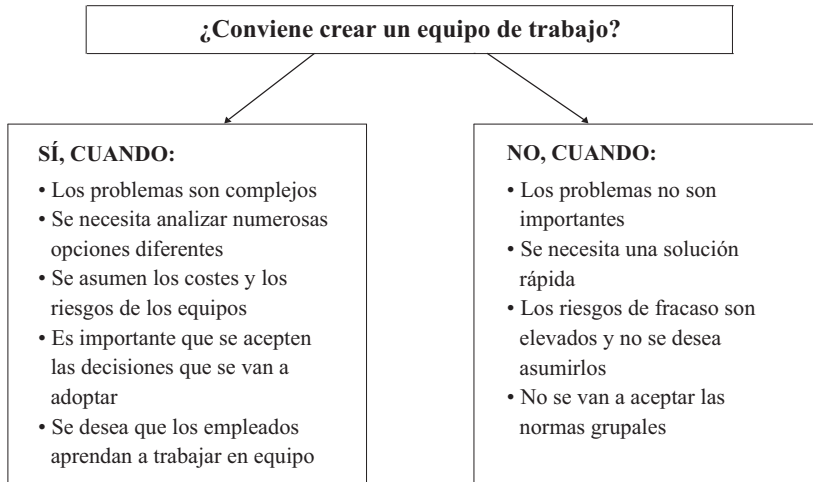 ¿Conviene crear un equipo de trabajo?
SÍ, CUANDO:
• Los problemas son complejos
• Se necesita analizar numerosas
opciones diferentes
• Se asumen los costes y los
riesgos de los equipos
• Es importante que se acepten
las decisiones que se van a
adoptar
• Se desea que los empleados
aprendan a trabajar en equipo
NO, CUANDO:
• Los problemas no son
importantes
• Se necesita una solución
rápida
• Los riesgos de fracaso son
elevados y no se desea
asumirlos
• No se van a aceptar las
normas grupales